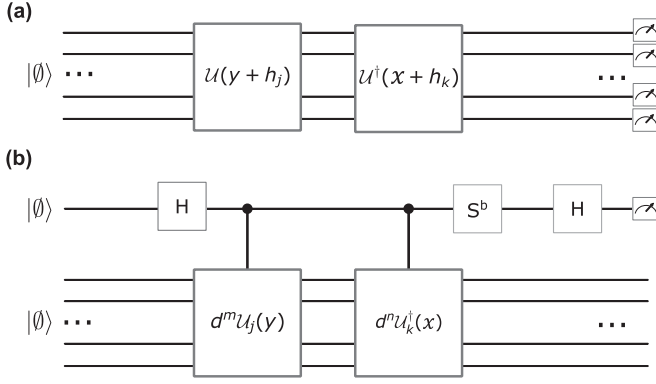 (a)
|∅⟩ ... 𝒰(y + h_j) 𝒰†(x + h_k) ...
(b)
|∅⟩ H S^b H
|∅⟩ ... d^m𝒰_j(y) d^n𝒰_k^†(x) ...